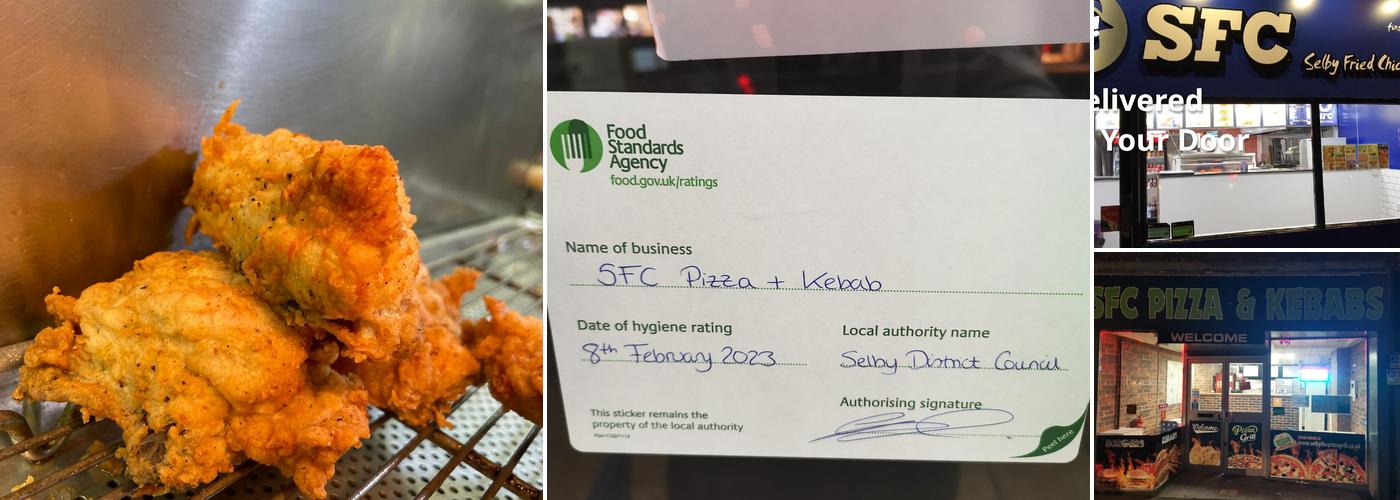 Food
Standards
Agency
food.gov.uk/ratings
Name of business
SFC Pizza + Kebab
Date of hygiene rating
8th February 2023
Local authority name
Selby District Council
This sticker remains the
property of the local authority
Authorising signature
Peel here
SFC
Selby Fried Chic
elivered
Your Door
SFC PIZZA & KEBABS
WELCOME
BURGERS
KEBABS
Welcome
Pizza
Grill